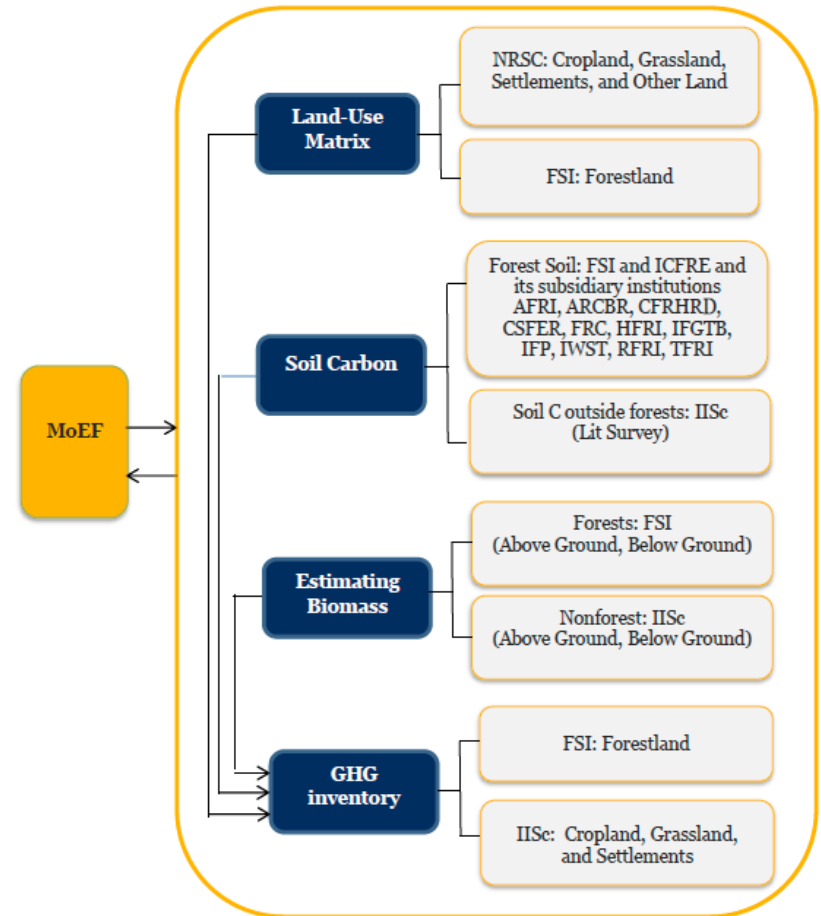 NRSC: Cropland, Grassland,
Settlements, and Other Land
Land-Use
Matrix
FSI: Forestland
Forest Soil: FSI and ICFRE and
its subsidiary institutions
AFRI, ARCBR, CFRHRD,
CSFER, FRC, HFRI, IFGTB,
IFP, IWST, RFRI, TFRI
Soil Carbon
Soil C outside forests: IISc
(Lit Survey)
MoEF
Forests: FSI
(Above Ground, Below Ground)
Estimating
Biomass
Nonforest: IISc
(Above Ground, Below Ground)
FSI: Forestland
GHG
inventory
IISc: Cropland, Grassland,
and Settlements